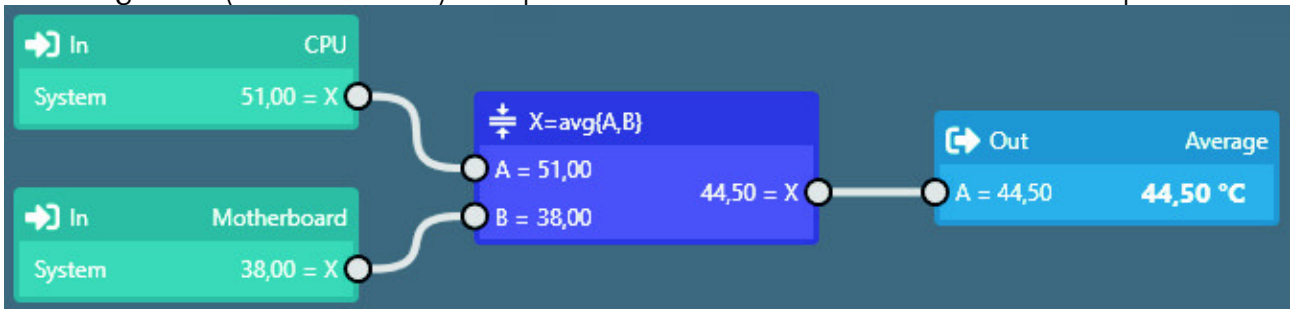 In CPU
System 51,00 = X
In Motherboard
System 38,00 = X
X=avg{A,B}
A = 51,00
44,50 = X
B = 38,00
Out Average
A = 44,50 44,50 °C